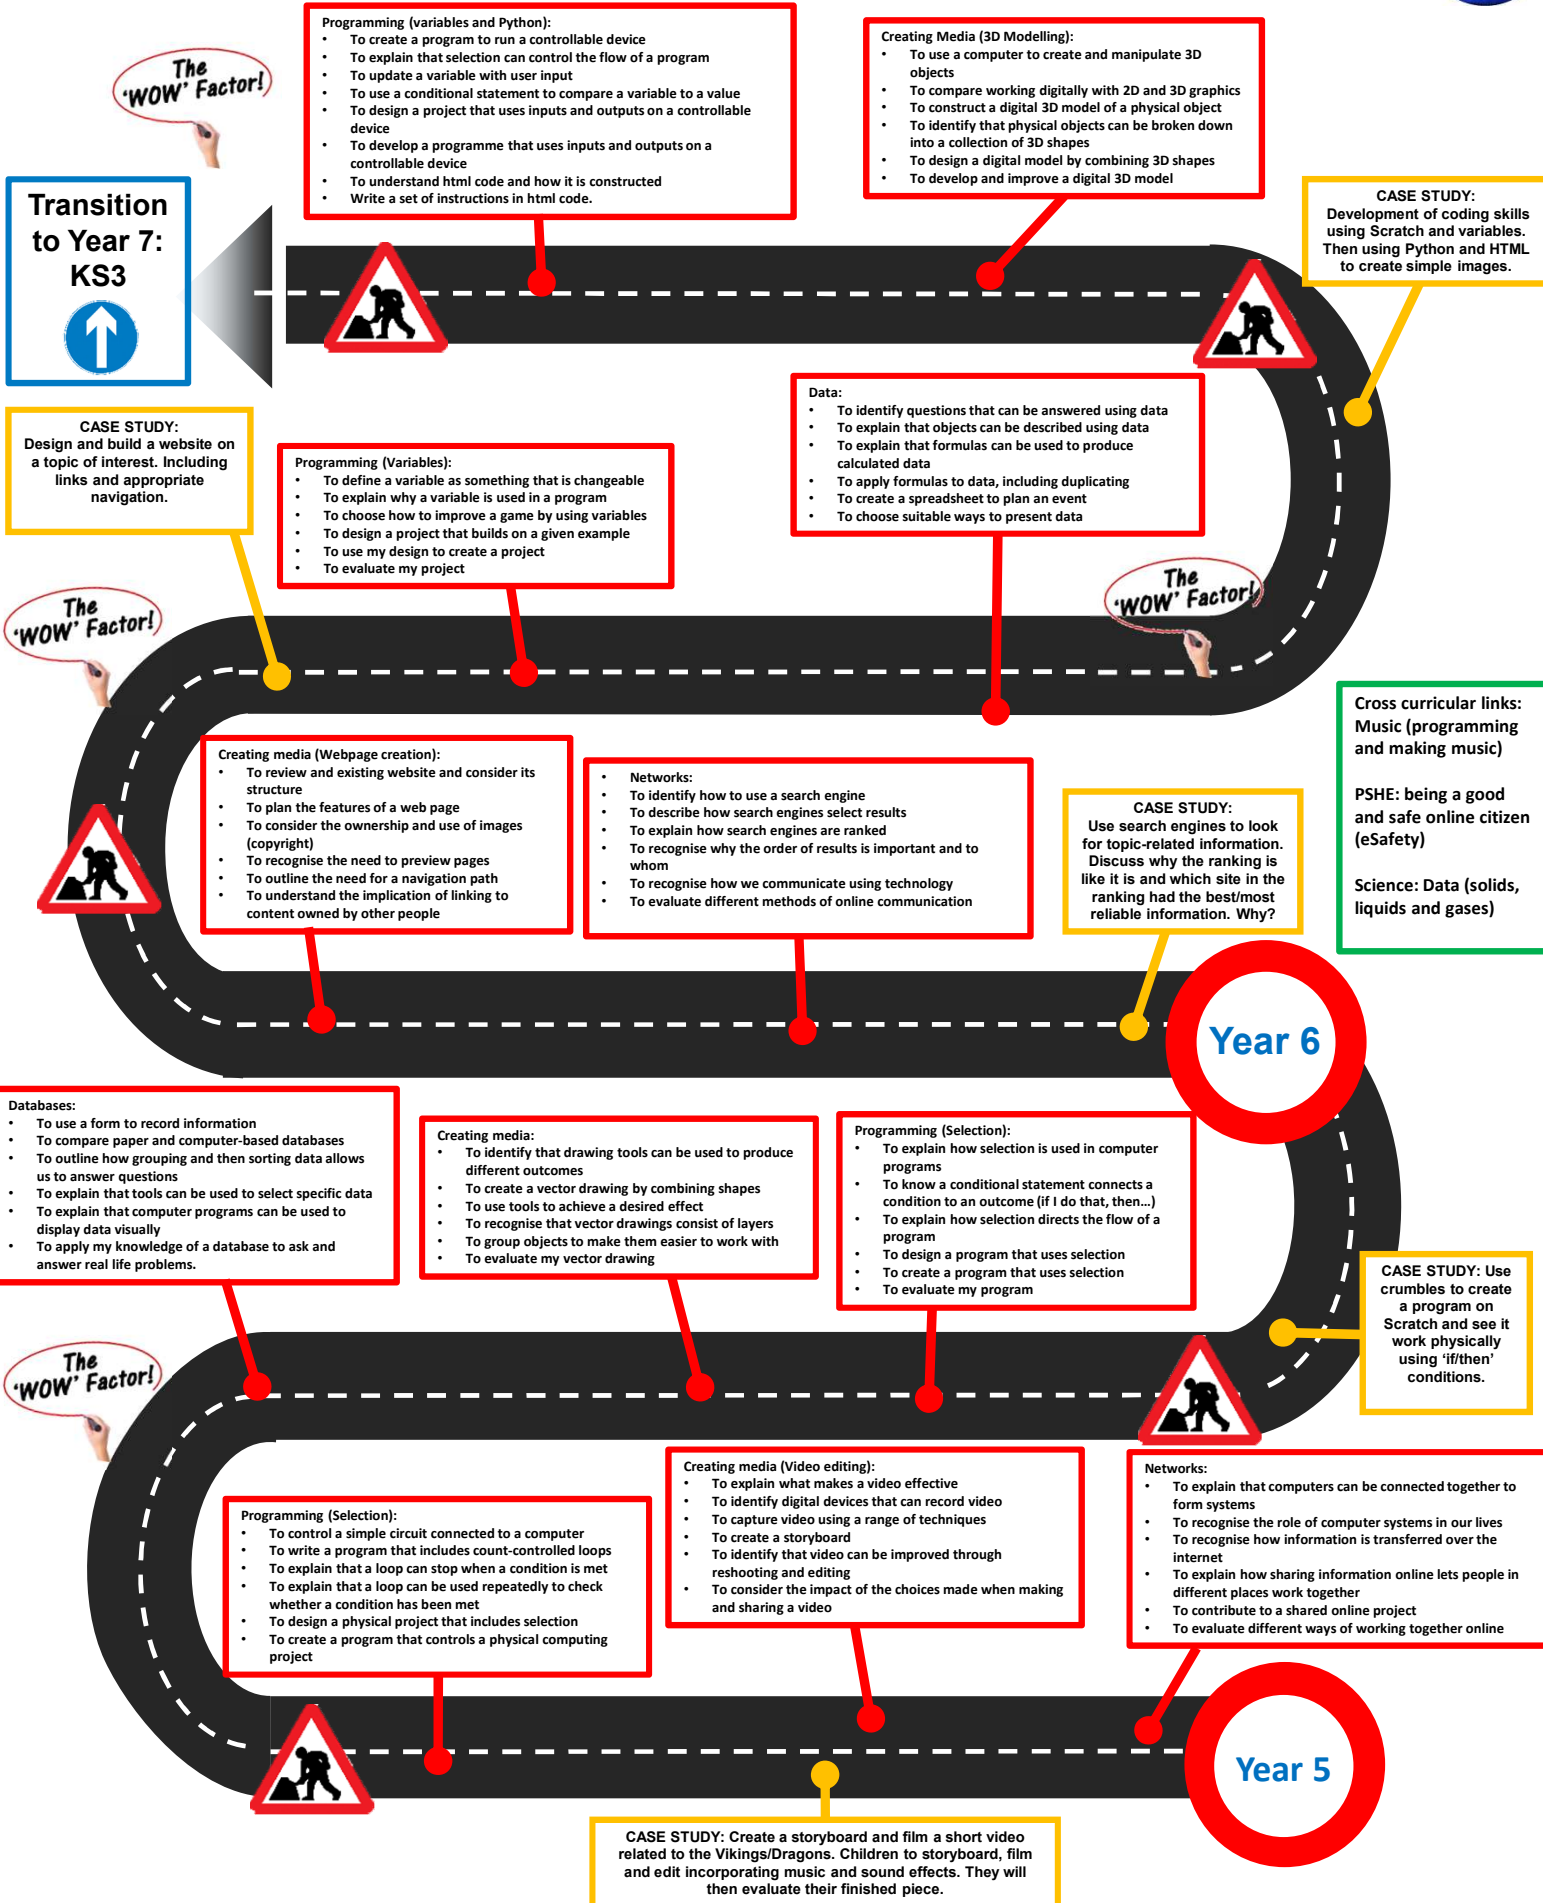 Programming (variables and Python):
• To create a program to run a controllable device
• To explain that selection can control the flow of a program
• To update a variable with user input
• To use a conditional statement to compare a variable to a value
• To design a project that uses inputs and outputs on a controllable
device
• To develop a programme that uses inputs and outputs on a
controllable device
• To understand html code and how it is constructed
• Write a set of instructions in html code.
Creating Media (3D Modelling):
• To use a computer to create and manipulate 3D
objects
• To compare working digitally with 2D and 3D graphics
• To construct a digital 3D model of a physical object
• To identify that physical objects can be broken down
into a collection of 3D shapes
• To design a digital model by combining 3D shapes
• To develop and improve a digital 3D model
The
'WOW' Factor!
Transition
to Year 7:
KS3
CASE STUDY:
Development of coding skills
using Scratch and variables.
Then using Python and HTML
to create simple images.
CASE STUDY:
Design and build a website on
a topic of interest. Including
links and appropriate
navigation.
Programming (Variables):
• To define a variable as something that is changeable
• To explain why a variable is used in a program
• To choose how to improve a game by using variables
• To design a project that builds on a given example
• To use my design to create a project
• To evaluate my project
Data:
• To identify questions that can be answered using data
• To explain that objects can be described using data
• To explain that formulas can be used to produce
calculated data
• To apply formulas to data, including duplicating
• To create a spreadsheet to plan an event
• To choose suitable ways to present data
The
'WOW' Factor!
The
'WOW' Factor!
Creating media (Webpage creation):
• To review and existing website and consider its
structure
• To plan the features of a web page
• To consider the ownership and use of images
(copyright)
• To recognise the need to preview pages
• To outline the need for a navigation path
• To understand the implication of linking to
content owned by other people
• Networks:
• To identify how to use a search engine
• To describe how search engines select results
• To explain how search engines are ranked
• To recognise why the order of results is important and to
whom
• To recognise how we communicate using technology
• To evaluate different methods of online communication
CASE STUDY:
Use search engines to look
for topic-related information.
Discuss why the ranking is
like it is and which site in the
ranking had the best/most
reliable information. Why?
Cross curricular links:
Music (programming
and making music)
PSHE: being a good
and safe online citizen
(eSafety)
Science: Data (solids,
liquids and gases)
Year 6
Databases:
• To use a form to record information
• To compare paper and computer-based databases
• To outline how grouping and then sorting data allows
us to answer questions
• To explain that tools can be used to select specific data
• To explain that computer programs can be used to
display data visually
• To apply my knowledge of a database to ask and
answer real life problems.
Creating media:
• To identify that drawing tools can be used to produce
different outcomes
• To create a vector drawing by combining shapes
• To use tools to achieve a desired effect
• To recognise that vector drawings consist of layers
• To group objects to make them easier to work with
• To evaluate my vector drawing
Programming (Selection):
• To explain how selection is used in computer
programs
• To know a conditional statement connects a
condition to an outcome (if I do that, then…)
• To explain how selection directs the flow of a
program
• To design a program that uses selection
• To create a program that uses selection
• To evaluate my program
CASE STUDY: Use
crumbles to create
a program on
Scratch and see it
work physically
using ‘if/then’
conditions.
The
'WOW' Factor!
Programming (Selection):
• To control a simple circuit connected to a computer
• To write a program that includes count-controlled loops
• To explain that a loop can stop when a condition is met
• To explain that a loop can be used repeatedly to check
whether a condition has been met
• To design a physical project that includes selection
• To create a program that controls a physical computing
project
Creating media (Video editing):
• To explain what makes a video effective
• To identify digital devices that can record video
• To capture video using a range of techniques
• To create a storyboard
• To identify that video can be improved through
reshooting and editing
• To consider the impact of the choices made when making
and sharing a video
Networks:
• To explain that computers can be connected together to
form systems
• To recognise the role of computer systems in our lives
• To recognise how information is transferred over the
internet
• To explain how sharing information online lets people in
different places work together
• To contribute to a shared online project
• To evaluate different ways of working together online
Year 5
CASE STUDY: Create a storyboard and film a short video
related to the Vikings/Dragons. Children to storyboard, film
and edit incorporating music and sound effects. They will
then evaluate their finished piece.